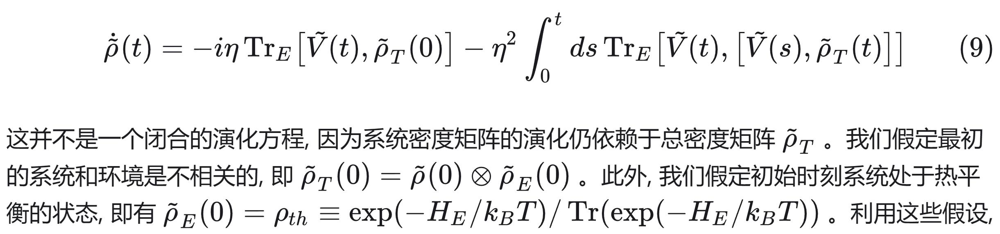 $\dot{\tilde{\rho}}(t) = -i\eta \operatorname{Tr}_E \left[ \tilde{V}(t), \tilde{\rho}_T(0) \right] - \eta^2 \int_0^t ds \operatorname{Tr}_E \left[ \tilde{V}(t), \left[ \tilde{V}(s), \tilde{\rho}_T(t) \right] \right] \quad (9)$
这并不是一个闭合的演化方程, 因为系统密度矩阵的演化仍依赖于总密度矩阵 $\tilde{\rho}_T$ 。我们假定最初
的系统和环境是不相关的, 即 $\tilde{\rho}_T(0) = \tilde{\rho}(0) \otimes \tilde{\rho}_E(0)$ 。此外, 我们假定初始时刻系统处于热平
衡的状态, 即有 $\tilde{\rho}_E(0) = \rho_{th} \equiv \exp(-H_E/k_BT)/\operatorname{Tr}(\exp(-H_E/k_BT))$ 。利用这些假设,